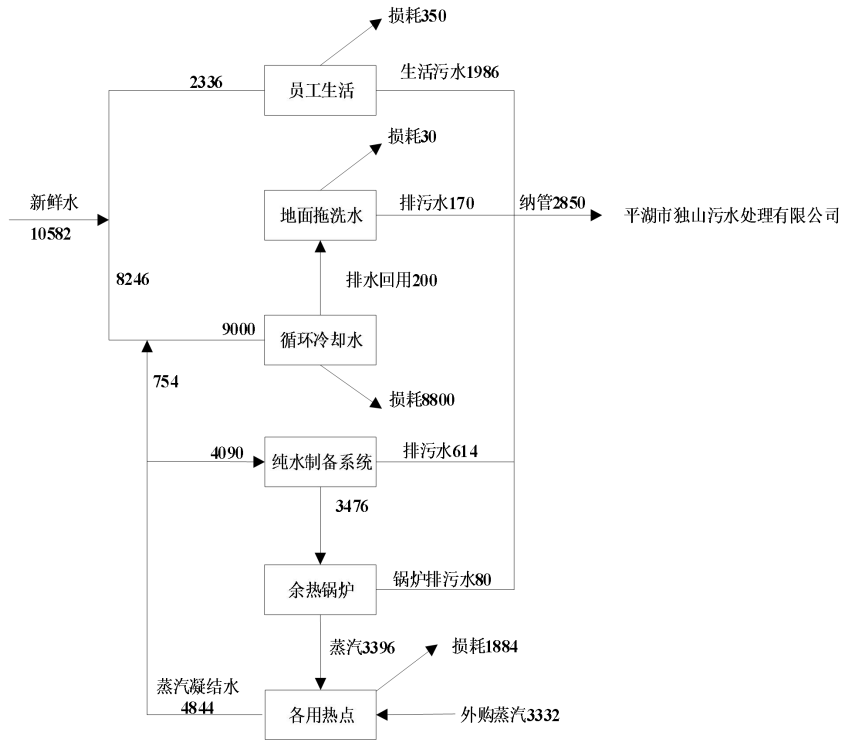 损耗350
2336
生活污水1986
员工生活
损耗30
新鲜水
地面拖洗水
排污水170
纳管2850
平湖市独山污水处理有限公司
10582
8246
排水回用200
9000
循环冷却水
754
损耗8800
4090
纯水制备系统
排污水614
3476
余热锅炉
锅炉排污水80
蒸汽3396
损耗1884
蒸汽凝结水
4844
各用热点
外购蒸汽3332